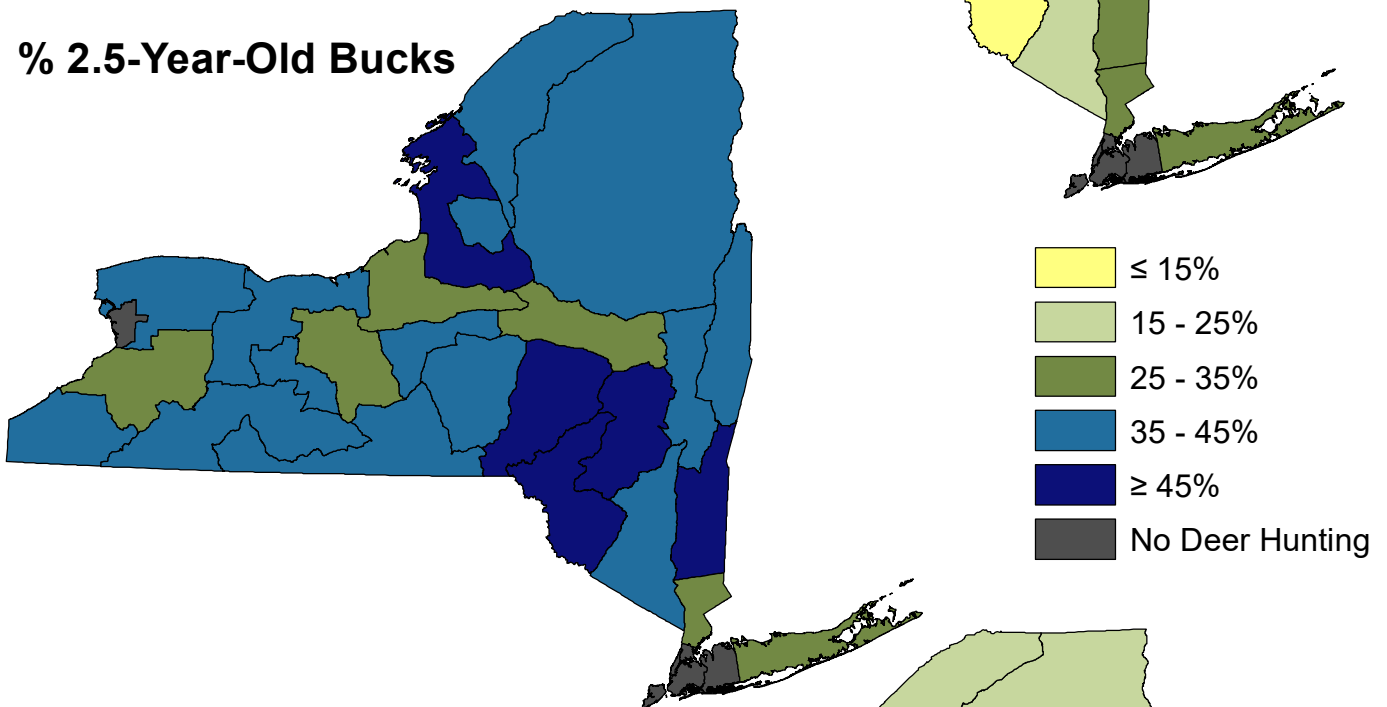 % 2.5-Year-Old Bucks
≤ 15%
15 - 25%
25 - 35%
35 - 45%
≥ 45%
No Deer Hunting